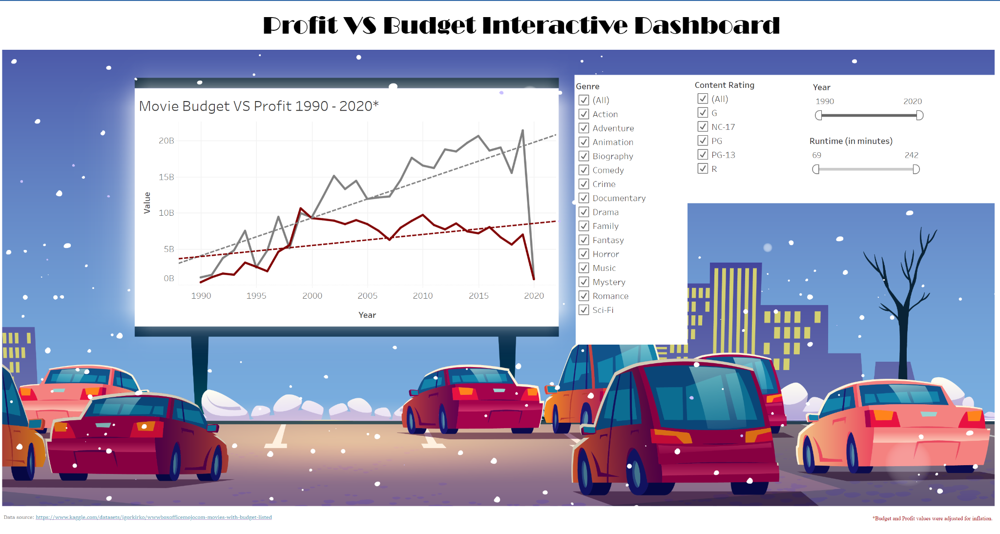 Profit VS Budget Interactive Dashboard
Movie Budget VS Profit 1990 - 2020*
Value
20B
15B
10B
5B
0B
1990 1995 2000 2005 2010 2015 2020
Year
Genre
(All)
Action
Adventure
Animation
Biography
Comedy
Crime
Documentary
Drama
Family
Fantasy
Horror
Music
Mystery
Romance
Sci-Fi
Content Rating
(All)
G
NC-17
PG
PG-13
R
Year
1990 2020
Runtime (in minutes)
69 242
Data source: https://www.kaggle.com/datasets/igorkirko/wwwboxofficemojocom-movies-with-budget-listed
*Budget and Profit values were adjusted for inflation.